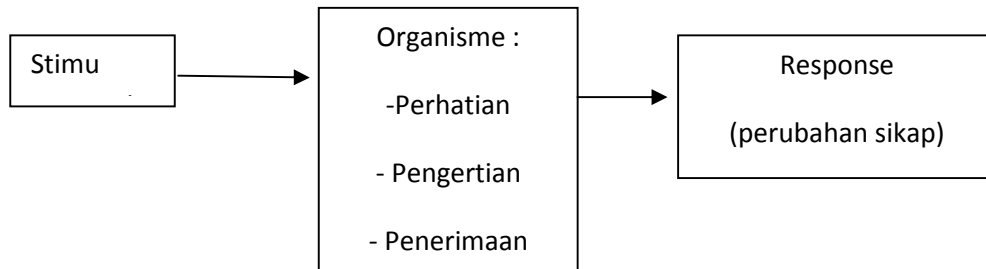 Stimu
Organisme :
-Perhatian
- Pengertian
- Penerimaan
Response
(perubahan sikap)